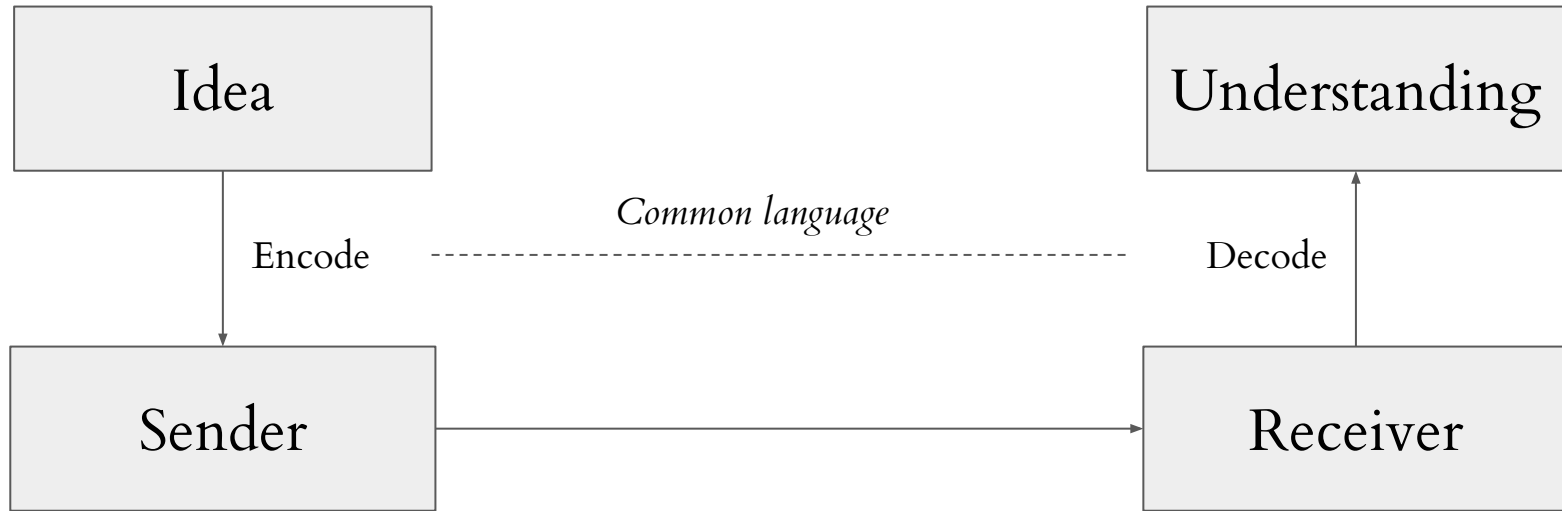 Idea
Understanding
Common language
Encode
Decode
Sender
Receiver